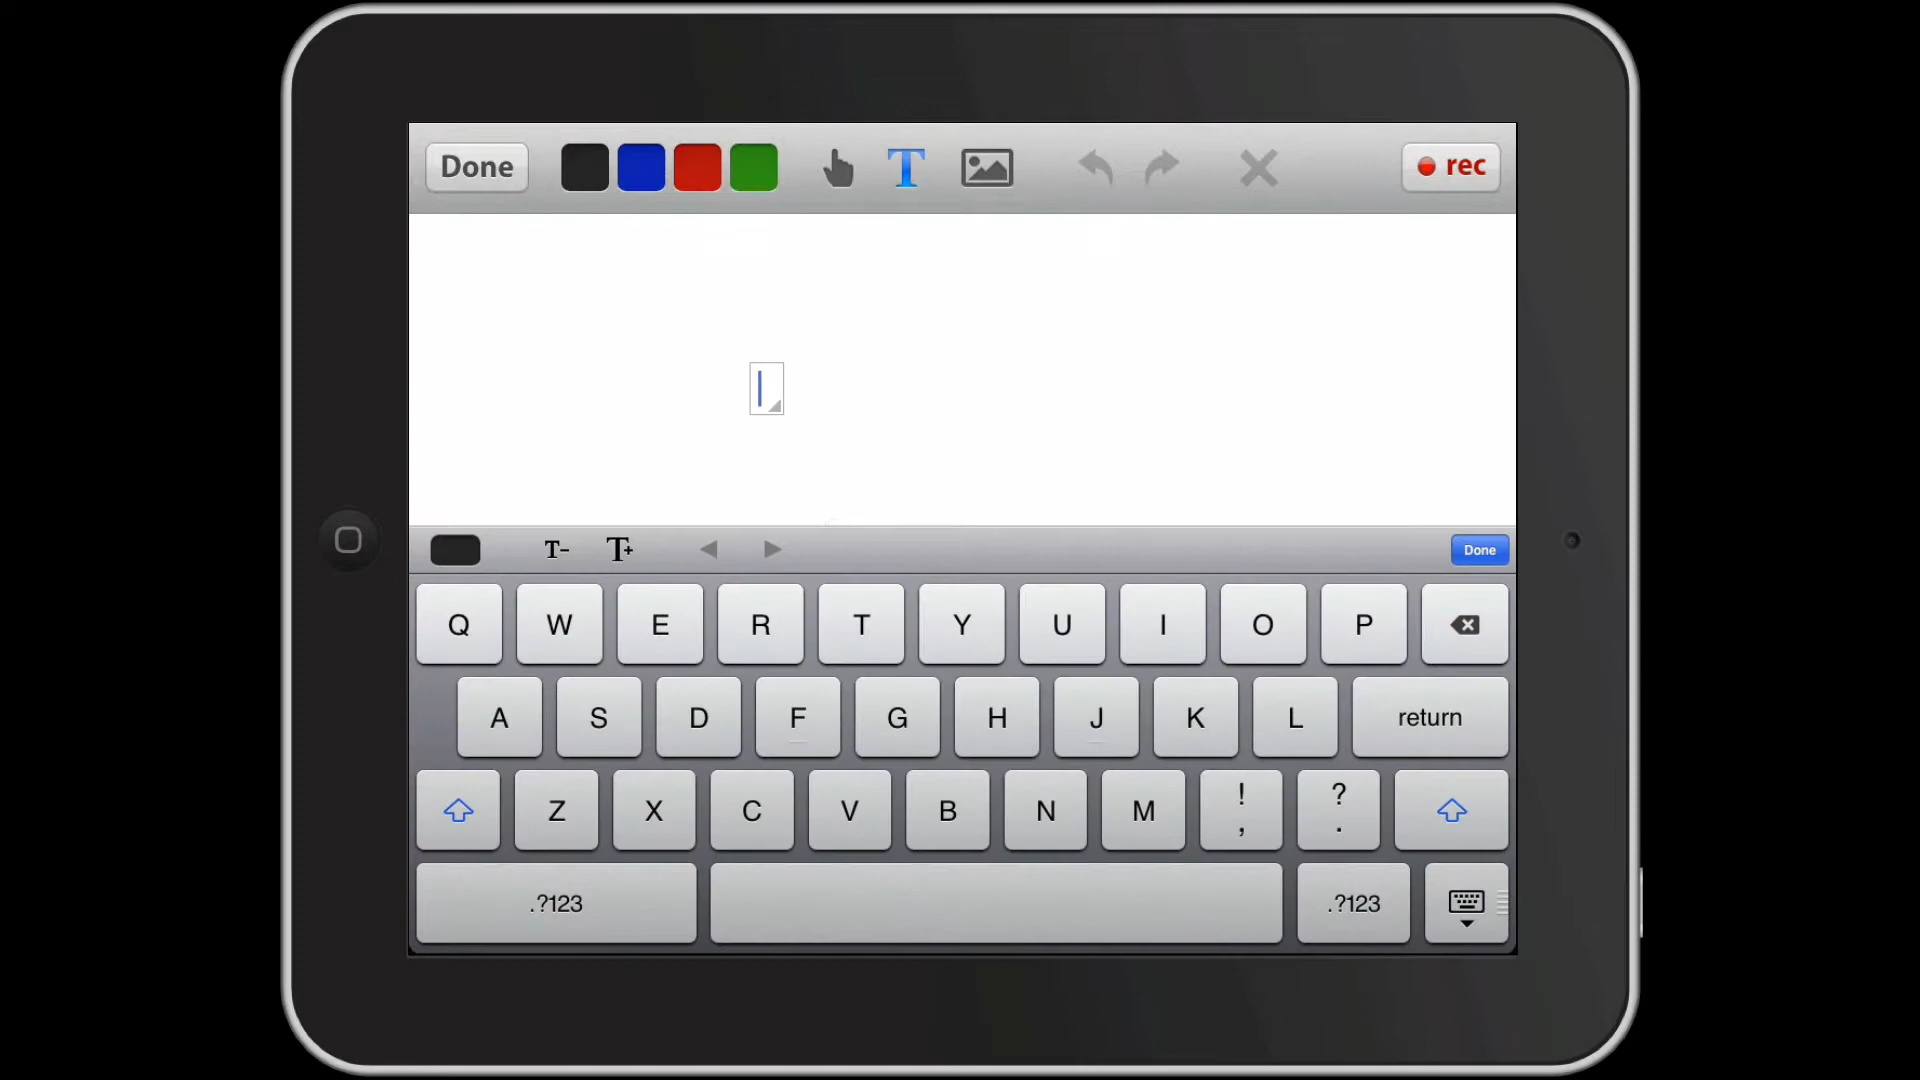 Done T rec
T- T+ Done
Q W E R T Y U I O P
A S D F G H J K L return
Z X C V B N M ! , ? .
.?123 .?123